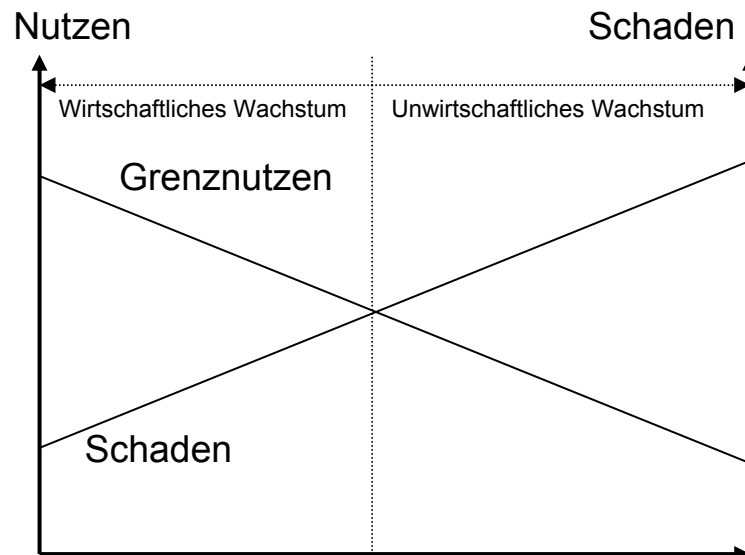 Nutzen
Schaden
Wirtschaftliches Wachstum
Unwirtschaftliches Wachstum
Grenznutzen
Schaden